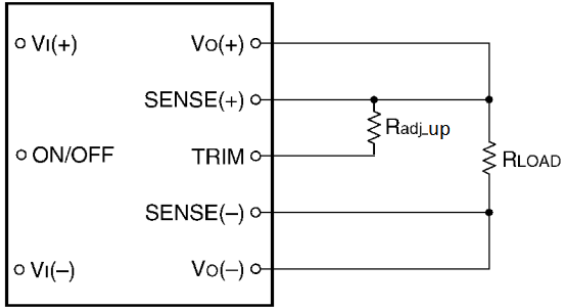 VI(+)
VO(+)
SENSE(+)
Radj_up
ON/OFF
TRIM
RLOAD
SENSE(–)
VI(–)
VO(–)